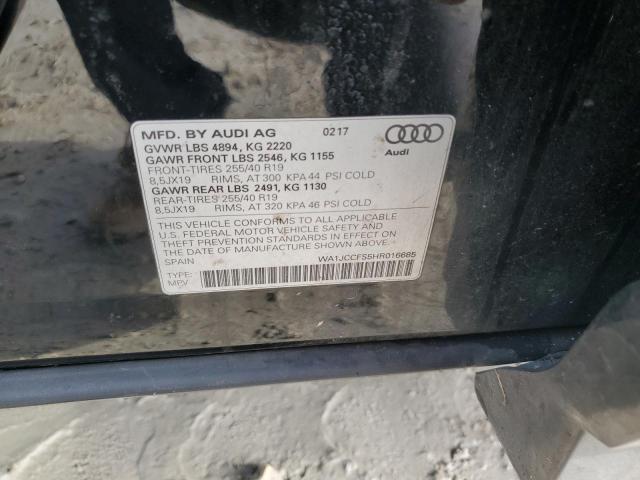 MFD. BY AUDI AG 02 17
GVWR LBS 4894, KG 2220
GAWR FRONT LBS 2546, KG 1155
FRONT-TIRES 255/40 R19
8,5JX19 RIMS, AT 300 KPA 44 PSI COLD
GAWR REAR LBS 2491, KG 1130
REAR-TIRES 255/40 R19
8,5JX19 RIMS, AT 320 KPA 46 PSI COLD
Audi
THIS VEHICLE CONFORMS TO ALL APPLICABLE
U.S. FEDERAL MOTOR VEHICLE SAFETY AND
THEFT PREVENTION STANDARDS IN EFFECT ON
THE DATE OF MANUFACTURE SHOWN ABOVE.
SPAIN
WA1JCCFS5HR016685
TYPE:
MPV